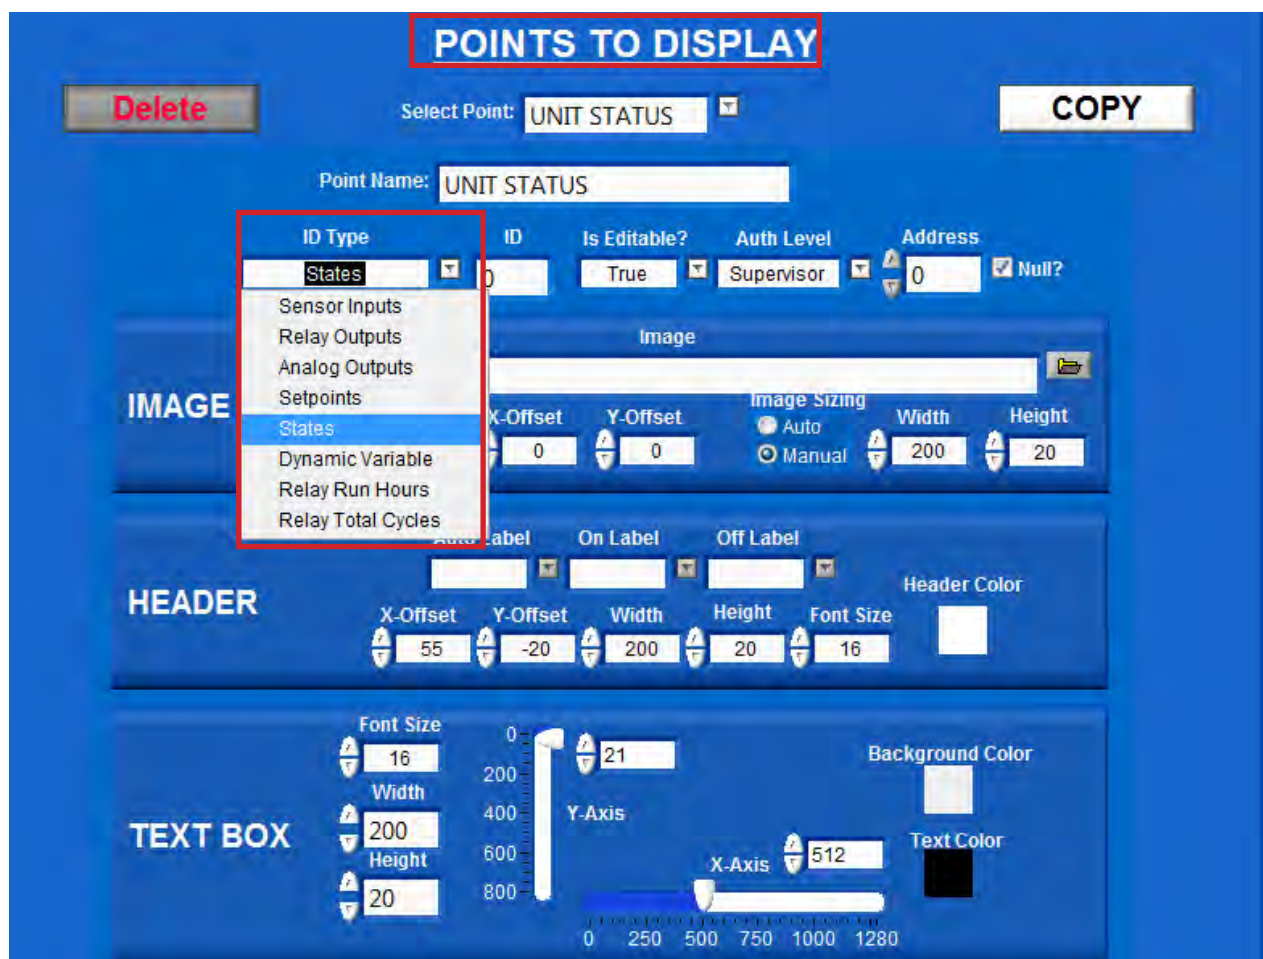 POINTS TO DISPLAY
Delete
Select Point: UNIT STATUS
COPY
Point Name: UNIT STATUS
ID Type ID Is Editable? Auth Level Address
States 0 True Supervisor 0 Null?
Sensor Inputs
Relay Outputs
Image
Analog Outputs
Setpoints
IMAGE
Image Sizing
X-Offset Y-Offset Auto Width Height
States
0 0 Manual 200 20
Dynamic Variable
Relay Run Hours
Relay Total Cycles
Label On Label Off Label
HEADER
Header Color
X-Offset Y-Offset Width Height Font Size
55 -20 200 20 16
TEXT BOX
Font Size
16
Width
200
Height
20
0
200
400
600
800
21
Y-Axis
X-Axis 512
0 250 500 750 1000 1280
Background Color
Text Color